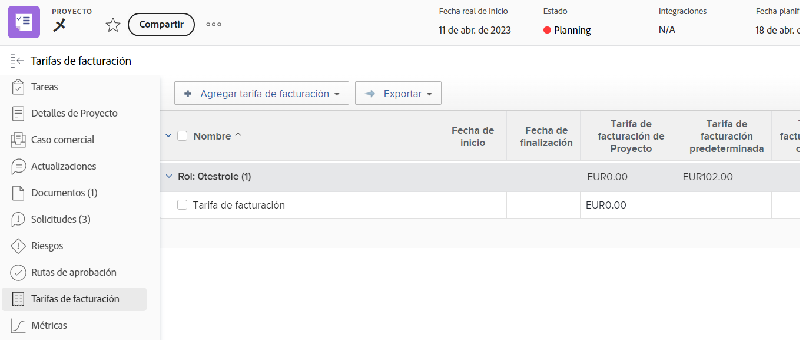 PROYECTO
メ
Compartir
Fecha real de inicio
11 de abr. de 2023
Estado
Planning
Integraciones
N/A
Fecha planif
18 de abr. d
Tarifas de facturación
Tareas
Detalles de Proyecto
Caso comercial
Actualizaciones
Documentos (1)
Solicitudes (3)
Riesgos
Rutas de aprobación
Tarifas de facturación
Métricas
Agregar tarifa de facturación
Exportar
Nombre
Fecha de
inicio
Fecha de
finalización
Tarifa de
facturación de
Proyecto
Tarifa de
facturación
predeterminada
Rol: 0testrole (1)
EUR0.00
EUR102.00
Tarifa de facturación
EUR0.00